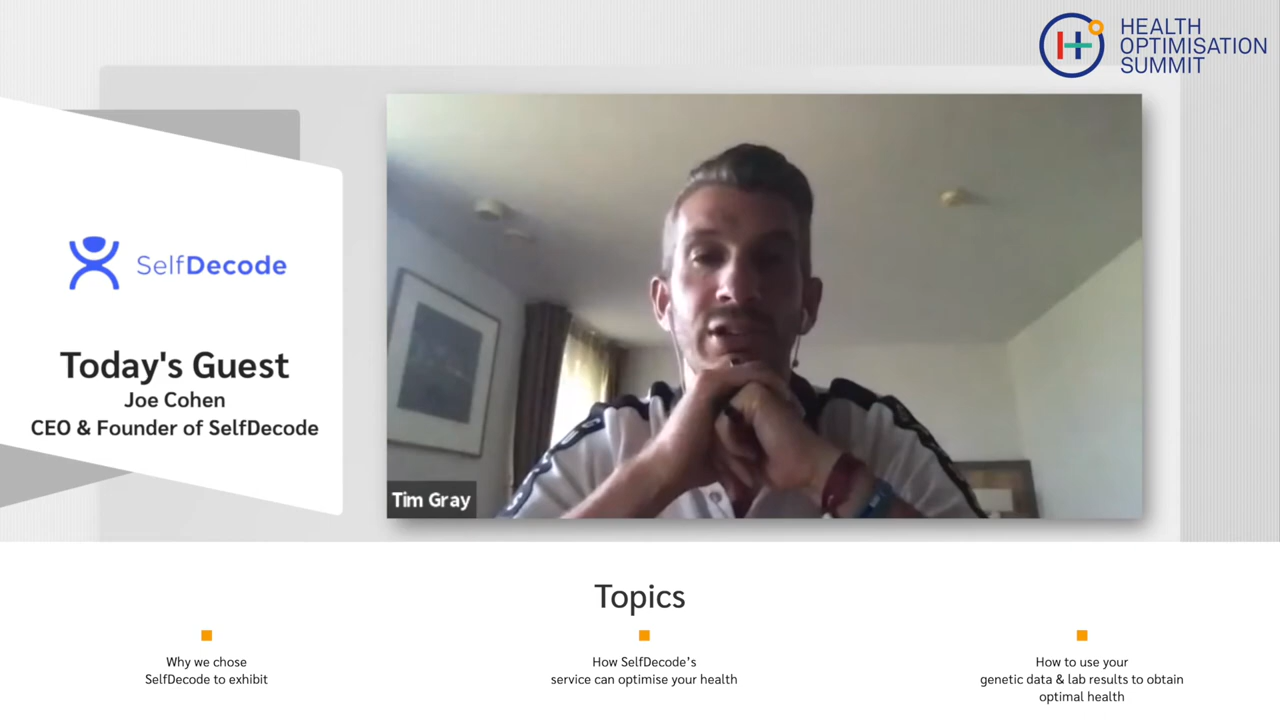 HEALTH
OPTIMISATION
SUMMIT
SelfDecode
Today's Guest
Joe Cohen
CEO & Founder of SelfDecode
Tim Gray
Topics
Why we chose
SelfDecode to exhibit
How SelfDecode's
service can optimise your health
How to use your
genetic data & lab results to obtain
optimal health